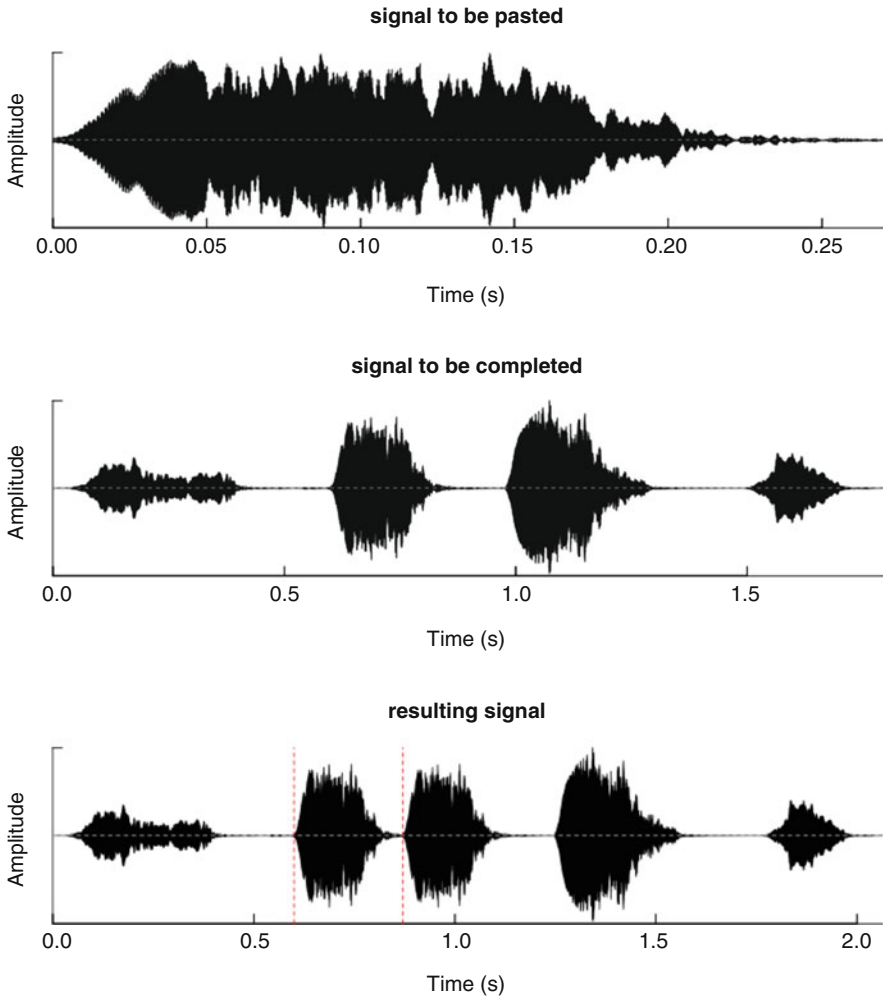 signal to be pasted
Amplitude
0.00 0.05 0.10 0.15 0.20 0.25
Time (s)
signal to be completed
Amplitude
0.0 0.5 1.0 1.5
Time (s)
resulting signal
Amplitude
0.0 0.5 1.0 1.5 2.0
Time (s)